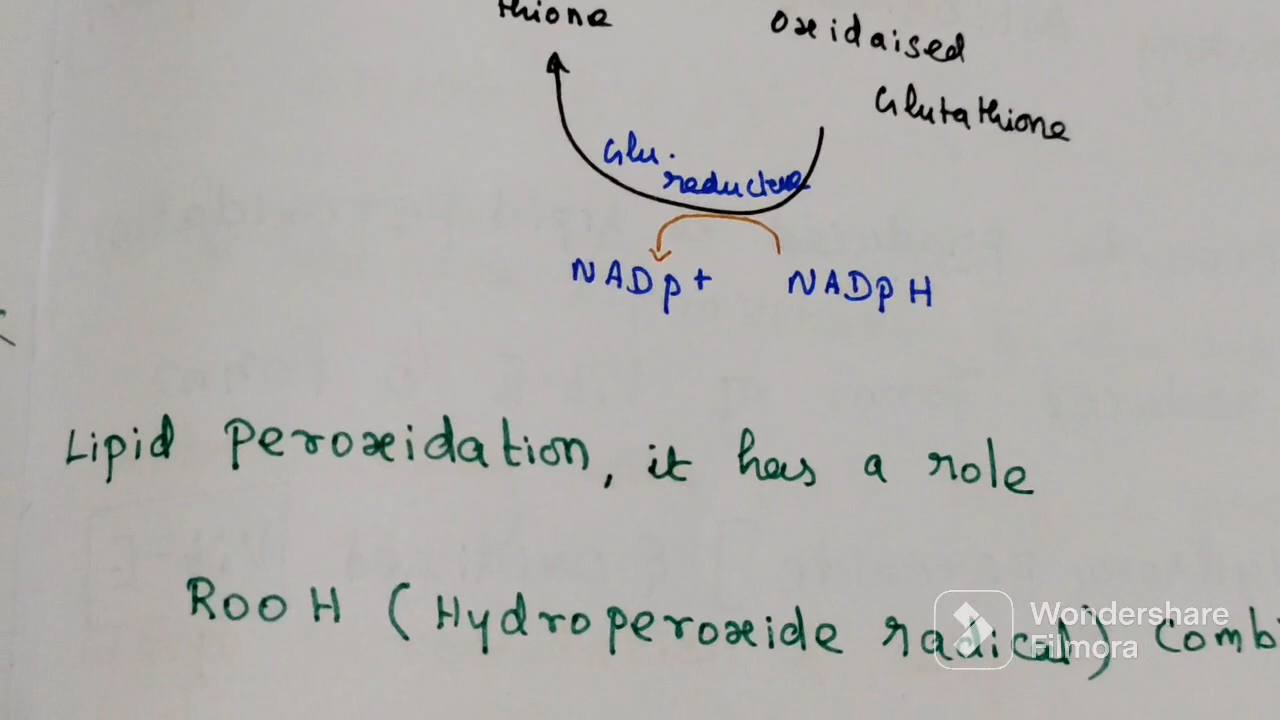 thione
Oxidaised
Glutathione
Glu.
reductase
NADP+ NADPH
Lipid peroxidation, it has a role
ROOH (Hydroperoxide radical) Comb
Wondershare
Filmora